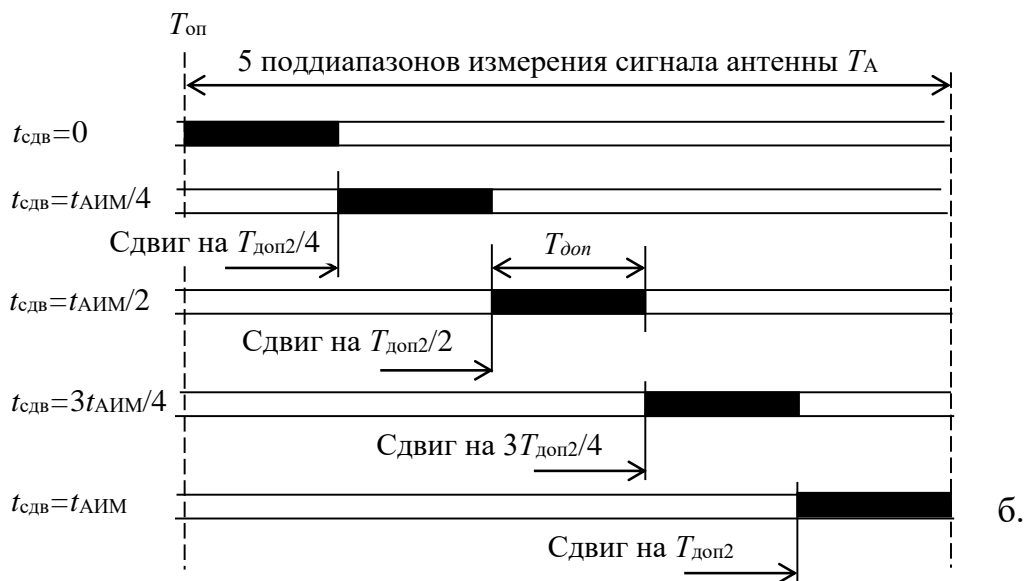 Tоп
5 поддиапазонов измерения сигнала антенны TА
tсдв=0
tсдв=tАИМ/4
Сдвиг на Tдоп2/4
Tдоп
tсдв=tАИМ/2
Сдвиг на Tдоп2/2
tсдв=3tАИМ/4
Сдвиг на 3Tдоп2/4
tсдв=tАИМ
б.
Сдвиг на Tдоп2